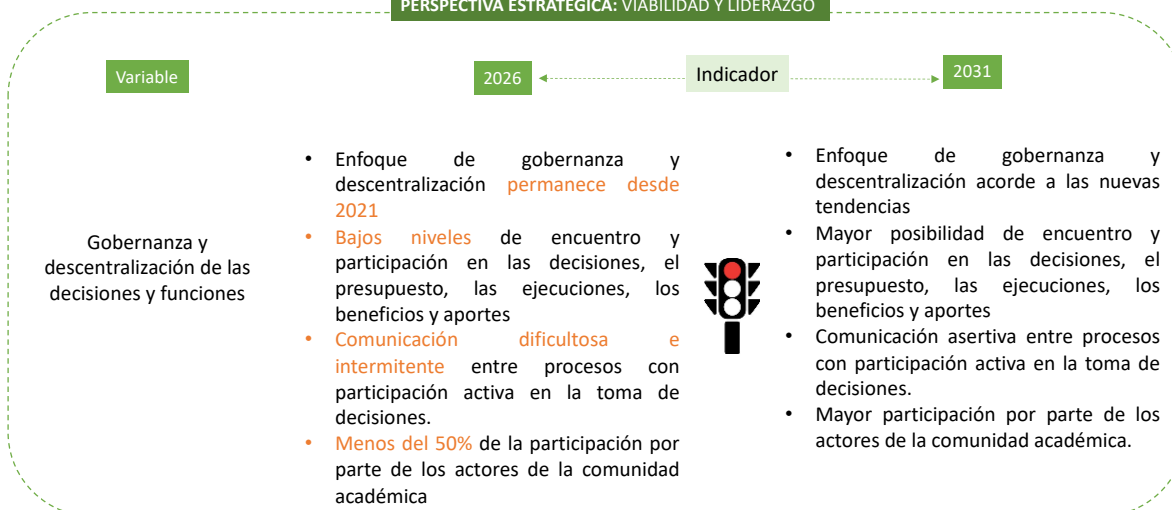 PERSPECTIVA ESTRATÉGICA: VIABILIDAD Y LIDERAZGO
Variable
2026
Indicador
2031
Gobernanza y
descentralización de las
decisiones y funciones
• Enfoque de gobernanza y
descentralización permanece desde
2021
• Bajos niveles de encuentro y
participación en las decisiones, el
presupuesto, las ejecuciones, los
beneficios y aportes
• Comunicación dificultosa e
intermitente entre procesos con
participación activa en la toma de
decisiones.
• Menos del 50% de la participación por
parte de los actores de la comunidad
académica
• Enfoque de gobernanza y
descentralización acorde a las nuevas
tendencias
• Mayor posibilidad de encuentro y
participación en las decisiones, el
presupuesto, las ejecuciones, los
beneficios y aportes
• Comunicación asertiva entre procesos
con participación activa en la toma de
decisiones.
• Mayor participación por parte de los
actores de la comunidad académica.